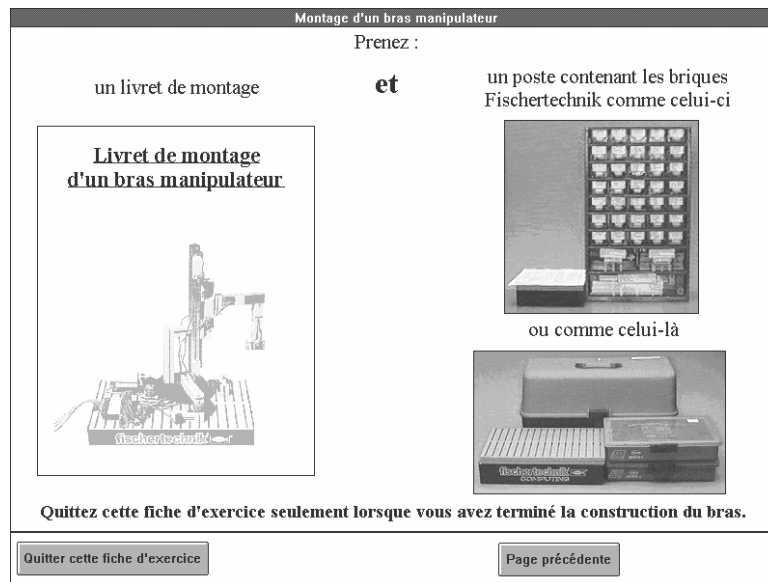 Montage d'un bras manipulateur
Prenez :
un livret de montage
et
un poste contenant les briques
Fischertechnik comme celui-ci
Livret de montage
d'un bras manipulateur
fischertechnik
ou comme celui-là
fischertechnik
COMPUTING
Quittez cette fiche d'exercice seulement lorsque vous avez terminé la construction du bras.
Quitter cette fiche d'exercice
Page précédente